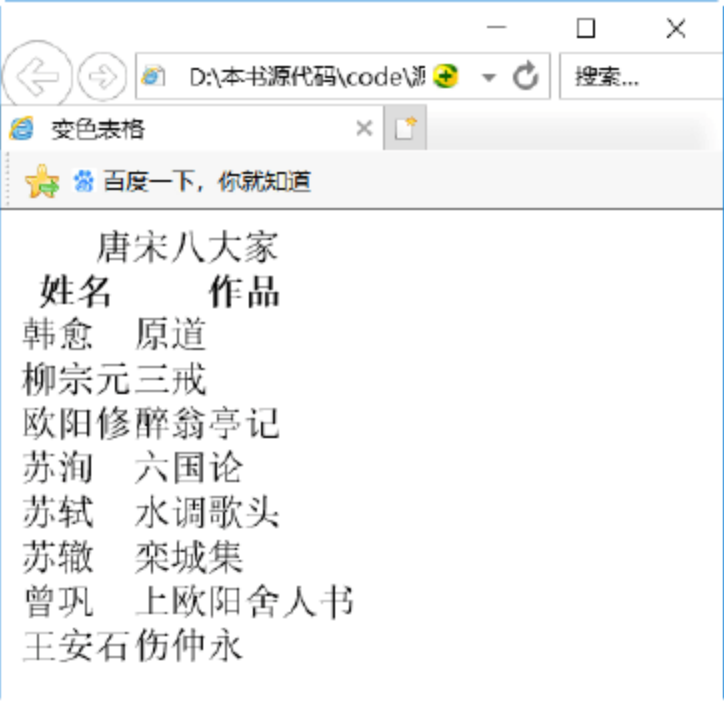 D:\本书源代码\code\
搜索...
变色表格
百度一下，你就知道
唐宋八大家
姓名 作品
韩愈 原道
柳宗元 三戒
欧阳修 醉翁亭记
苏洵 六国论
苏轼 水调歌头
苏辙 栾城集
曾巩 上欧阳舍人书
王安石 伤仲永